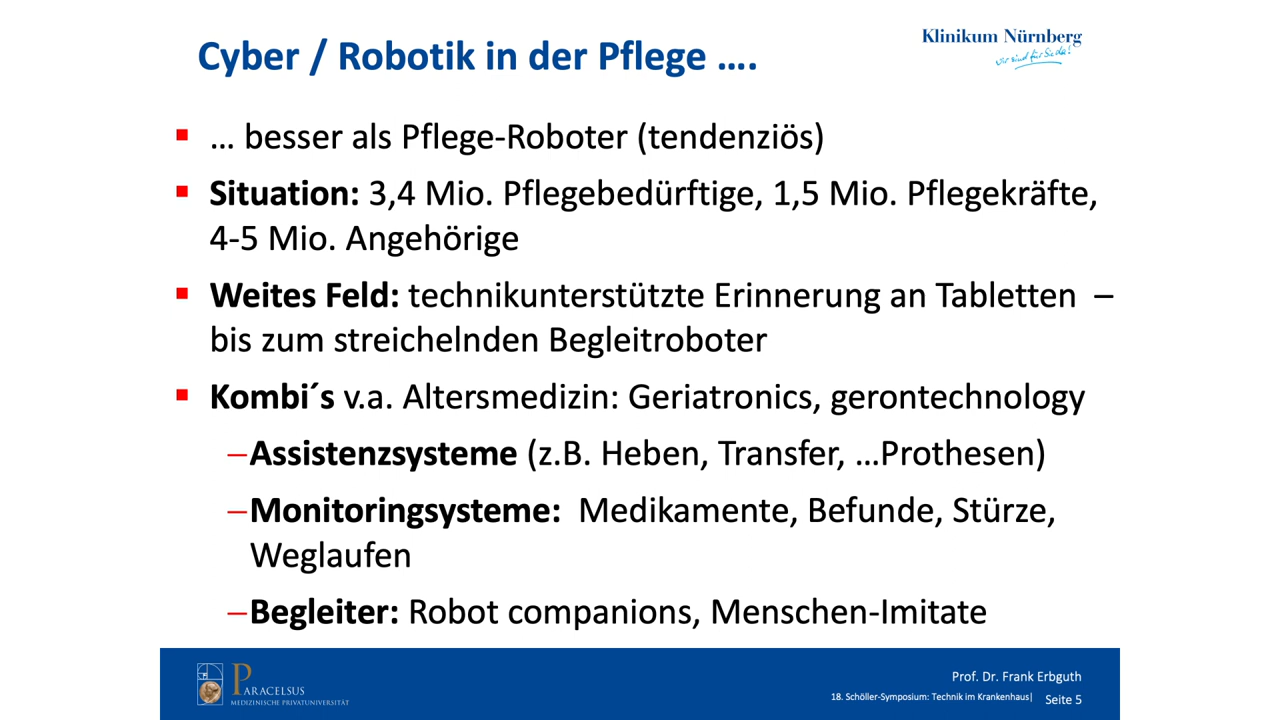 Cyber / Robotik in der Pflege ….
Klinikum Nürnberg
Wir sind für Sie da!
… besser als Pflege-Roboter (tendenziös)
Situation: 3,4 Mio. Pflegebedürftige, 1,5 Mio. Pflegekräfte,
4-5 Mio. Angehörige
Weites Feld: technikunterstützte Erinnerung an Tabletten –
bis zum streichelnden Begleitroboter
Kombi´s v.a. Altersmedizin: Geriatronics, gerontechnology
–Assistenzsysteme (z.B. Heben, Transfer, …Prothesen)
–Monitoringsysteme: Medikamente, Befunde, Stürze,
Weglaufen
–Begleiter: Robot companions, Menschen-Imitate
PARACELSUS
MEDIZINISCHE PRIVATUNIVERSITÄT
Prof. Dr. Frank Erbguth
18. Schöller-Symposium: Technik im Krankenhaus| Seite 5